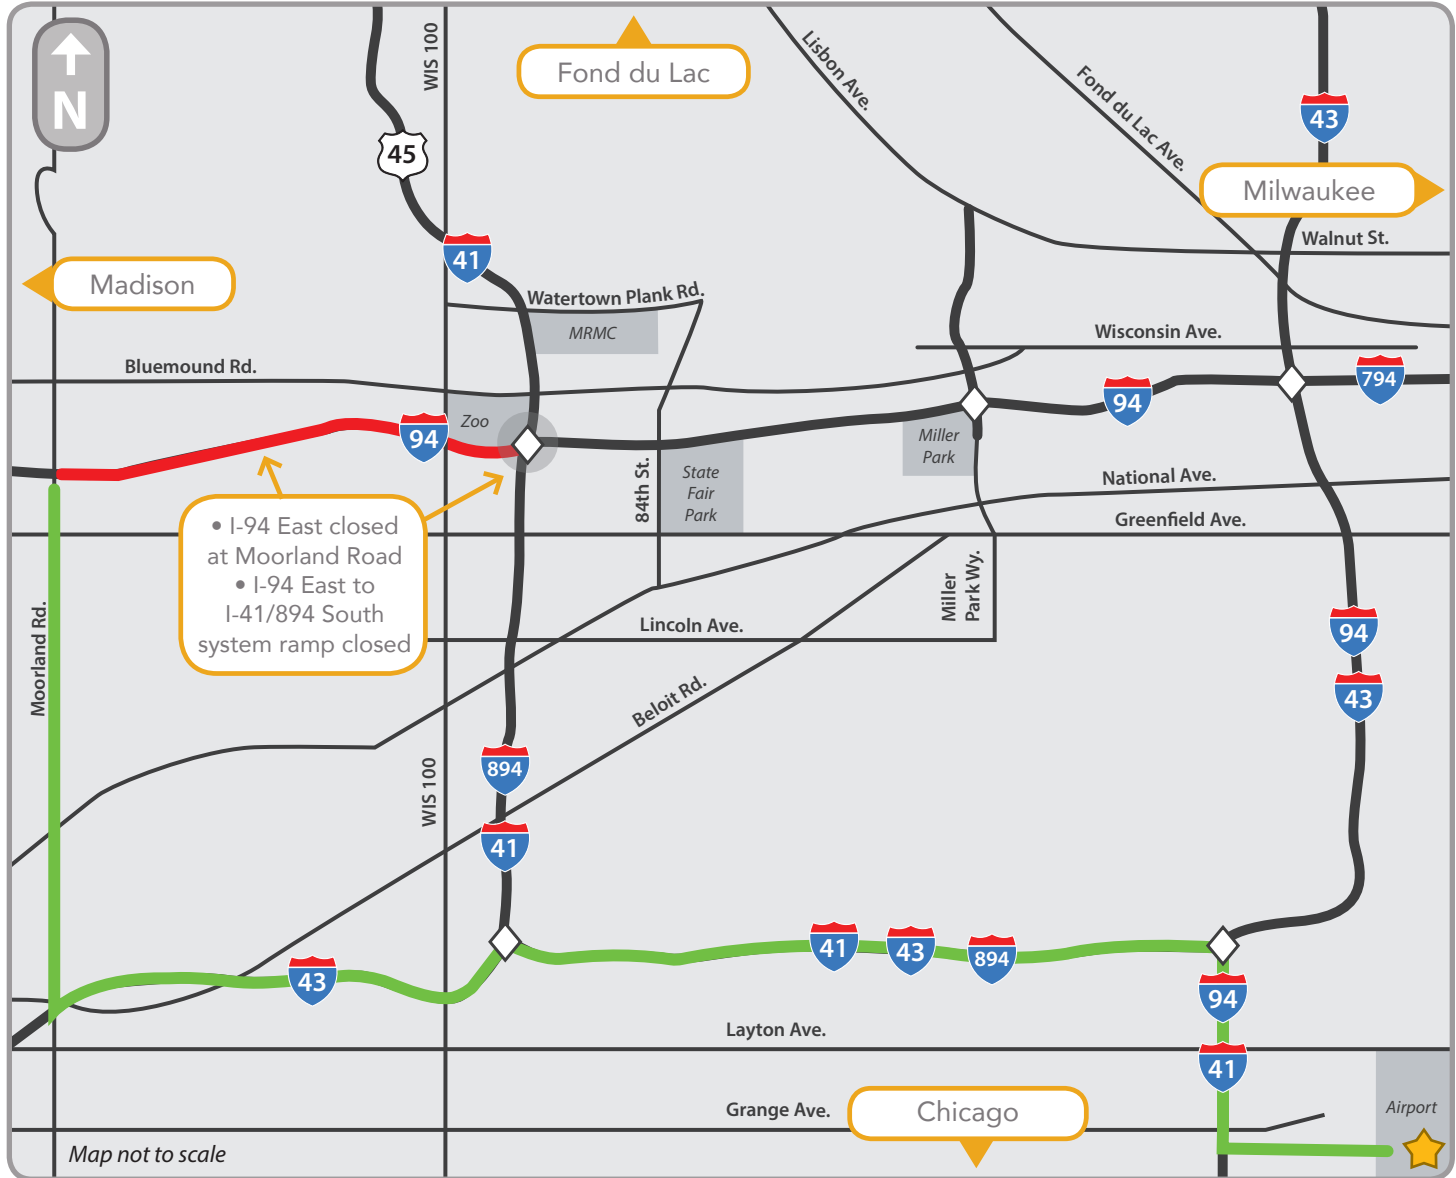 N
WIS 100
Fond du Lac
Lisbon Ave.
Fond du Lac Ave.
43
45
Milwaukee
Walnut St.
41
Madison
Watertown Plank Rd.
MRMC
Wisconsin Ave.
Bluemound Rd.
794
94
Zoo
94
Miller
Park
State
Fair
Park
84th St.
National Ave.
Greenfield Ave.
• I-94 East closed
at Moorland Road
• I-94 East to
I-41/894 South
system ramp closed
Miller
Park Wy.
Lincoln Ave.
Moorland Rd.
94
43
Beloit Rd.
894
WIS 100
41
41
43
894
43
94
Layton Ave.
41
Grange Ave.
Chicago
Airport
Map not to scale